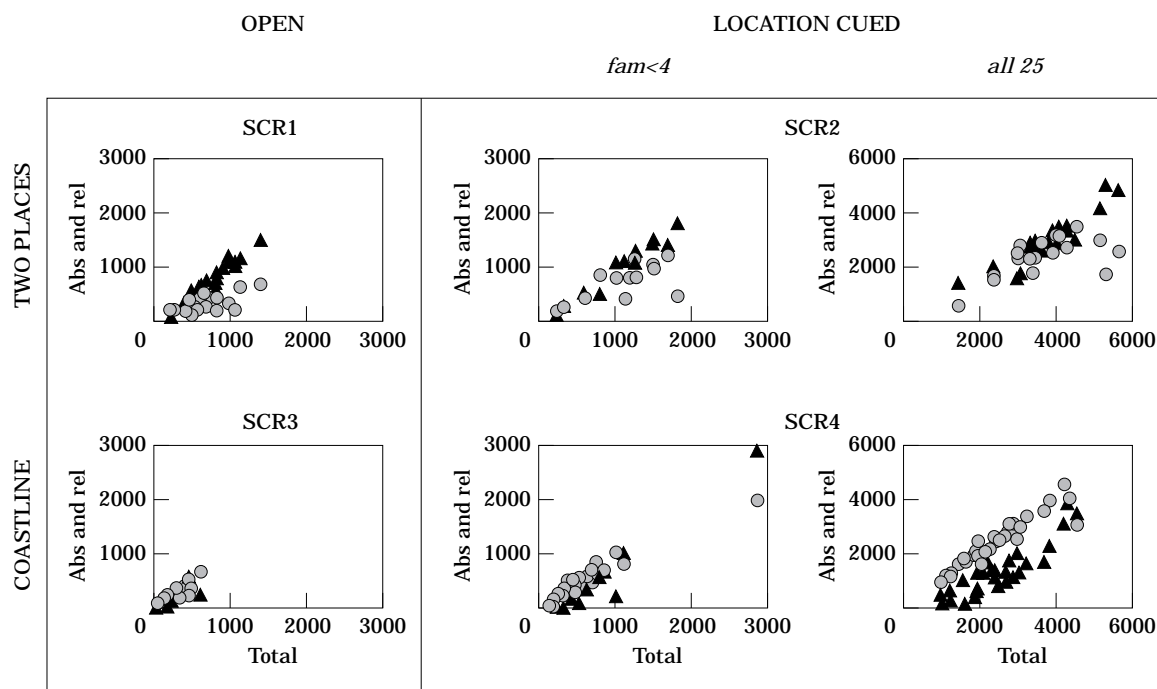 OPEN
LOCATION CUED
fam<4
all 25
TWO PLACES
SCR1
SCR2
Abs and rel
3000
2000
1000
0
1000
2000
3000
Abs and rel
3000
2000
1000
0
1000
2000
3000
Abs and rel
6000
4000
2000
0
2000
4000
6000
COASTLINE
SCR3
SCR4
Abs and rel
3000
2000
1000
0
1000
2000
3000
Total
Abs and rel
3000
2000
1000
0
1000
2000
3000
Total
Abs and rel
6000
4000
2000
0
2000
4000
6000
Total